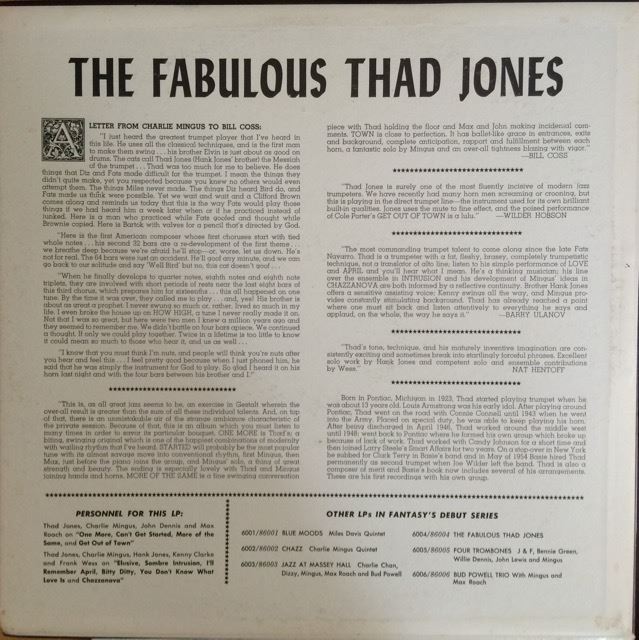 THE FABULOUS THAD JONES
A LETTER FROM CHARLIE MINGUS TO BILL COSS:
"I just heard the greatest trumpet player that I've heard in
this life. He uses all the classical techniques, and is the first man
to make them swing . . . his brother Elvin is just about as good on
drums. The cats call Thad Jones (Hank Jones' brother) the Messiah
of the trumpet . . . Thad was too much for me to believe. He does
things that Diz and Fats made difficult for the trumpet. I mean the things they
didn't quite make, yet you respected because you knew no others would even
attempt them. The things Miles never made. The things Diz heard Bird do, and
Fats made us think were possible. Yet we wait and wait and a Clifford Brown
comes along and reminds us today that this is the way Fats would play those
things if we had heard him a week later when or if he practiced instead of
junked. Here is a man who practiced while Fats goofed and thought while
Brownie copied. Here is Bartok with valves for a pencil that's directed by God.
"Here is the first American composer whose first choruses start with tied
whole notes . . . his second 32 bars are a re-development of the first theme . . .
we breathe deep because we're afraid he'll stop—or, worse, let us down. He's
not for real. The 64 bars were just an accident. He'll goof any minute, and we can
go back to our solitude and say 'Well Bird' but no, this cat doesn't goof . . .
"When he finally develops to quarter notes, eighth notes and eighth note
triplets, they are involved with short periods of rests near the last eight bars of
this third chorus, which prepares him for sixteenths . . . this all happened on one
tune. By the time it was over, they called me to play . . . and, yes! His brother is
about as great a prophet. I never swung so much or, rather, lived so much in my
life. I even broke the house up on HOW HIGH, a tune I never really made it on.
Not that I was so great, but here were two men I knew a million years ago and
they seemed to remember me. We didn't battle on four bars apiece. We continued
a thought. If only we could play together. Twice in a lifetime is too little to know
it could mean so much to those who hear it, and us as well . . .
"I know that you must think I'm nuts, and people will think you're nuts after
you hear and feel this . . . I feel pretty good because when I just phoned him, he
said that he was simply the instrument for God to play. So glad I heard it on his
horn last night and with the four bars between his brother and I."
"This is, as all great jazz seems to be, an exercise in Gestalt wherein the
over-all result is greater than the sum of all these individual talents. And, on top
of that, there is an unmistakable air of the strange ambiance characteristic of
the private session. Because of that, this is an album which you must listen to
many times in order to sever its particular bouquet. ONE MORE is Thad's; a
biting, swinging original which is one of the happiest combinations of modernity
with wailing rhythm that I've heard. STARTED will probably be the most popular
tune with its almost savage move into conventional rhythm, first Mingus, then
Max, just before the piano joins the group, and Mingus' solo, a thing of great
strength and beauty. The ending is especially lovely with Thad and Mingus
joining hands and horns. MORE OF THE SAME is a fine swinging conversation
piece with Thad holding the floor and Max and John making incidental com-
ments. TOWN is close to perfection. It has ballet-like grace in entrances, exits
and background, complete anticipation, rapport and fulfillment between each
horn, a fantastic solo by Mingus and an over-all tightness blessing with vigor."
—BILL COSS
"Thad Jones is surely one of the most fluently incisive of modern jazz
trumpeters. We have recently had many horn men screaming or crooning, but
this is playing in the direct trumpet line—the instrument used for its own brilliant
built-in qualities. Jones uses the mute for fine effect, and the poised performance
of Cole Porter's GET OUT OF TOWN is a lulu." —WILDER HOBSON
"The most commanding trumpet talent to come along since the late Fats
Navarro. Thad is a trumpeter with a fat, fleshy, brassy, completely trumperistic
technique, not a translator of alto line; listen to his simple performance of LOVE
and APRIL and you'll hear what I mean. He's a thinking musician; his line
over the ensemble in INTRUSION and his development of Mingus' ideas in
CHAZZANOVA are both informed by a reflective continuity. Brother Hank Jones
offers a sensitive assisting voice; Kenny swings all the way, and Mingus pro-
vides constantly stimulating background. Thad has already reached a point
where one must sit back and listen attentively to everything he says and
applaud, on the whole, the way he says it." —BARRY ULANOV
"Thad's tone, technique, and his maturely inventive imagination are con-
sistently exciting and sometimes break into startlingly forceful phrases. Excellent
solo work by Hank Jones and competent solo and ensemble contributions
by Wess." NAT HENTOFF
Born in Pontiac, Michigan in 1923, Thad started playing trumpet when he
was about 13 years old. Louis Armstrong was his early idol. After playing around
Pontiac, Thad went on the road with Connie Connell until 1943 when he went
into the Army. Placed on special duty, he was able to keep playing his horn.
After being discharged in April 1946, Thad worked around the middle west
until 1948; went back to Pontiac where he formed his own group which broke up
because of lack of work. Thad worked with Candy Johnson for a short time and
then joined Larry Steele's Smart Affairs for two years. On a stop-over in New York
he subbed for Clark Terry in Basie's band and in May of 1954 Basie hired Thad
permanently as second trumpet when Joe Wilder left the band. Thad is also a
composer of merit and Basie's book now includes several of his arrangements.
These are his first recordings with his own group.
PERSONNEL FOR THIS LP:
Thad Jones, Charlie Mingus, John Dennis and Max
Roach on "One More, Can't Get Started, More of the
Same, and Get Out of Town"
Thad Jones, Charlie Mingus, Hank Jones, Kenny Clarke
and Frank Wess on "Elusive, Sombre Intrusion, I'll
Remember April, Bitty Ditty, You Don't Know What
Love Is and Chazzanova"
OTHER LPs IN FANTASY'S DEBUT SERIES
6001/86001 BLUE MOODS Miles Davis Quintet
6002/86002 CHAZZ Charlie Mingus Quintet
6003/86003 JAZZ AT MASSEY HALL Charlie Chan,
Dizzy, Mingus, Max Roach and Bud Powell
6004/86004 THE FABULOUS THAD JONES
6005/86005 FOUR TROMBONES J & F, Bennie Green,
Willie Dennis, John Lewis and Mingus
6006/86006 BUD POWELL TRIO With Mingus and
Max Roach